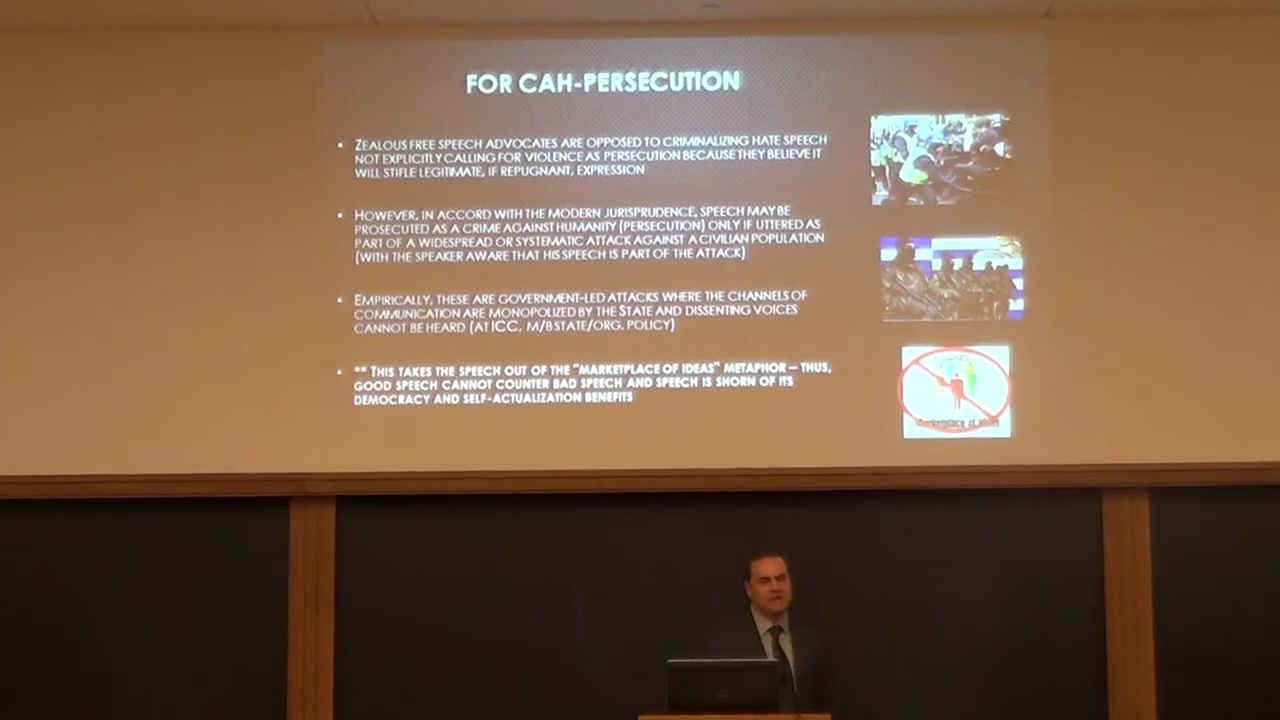 FOR CAH-PERSECUTION
• ZEALOUS FREE SPEECH ADVOCATES ARE OPPOSED TO CRIMINALIZING HATE SPEECH
NOT EXPLICITLY CALLING FOR VIOLENCE AS PERSECUTION BECAUSE THEY BELIEVE IT
WILL STIFLE LEGITIMATE, IF REPUGNANT, EXPRESSION
• HOWEVER, IN ACCORD WITH THE MODERN JURISPRUDENCE, SPEECH MAY BE
PROSECUTED AS A CRIME AGAINST HUMANITY (PERSECUTION) ONLY IF UTTERED AS
PART OF A WIDESPREAD OR SYSTEMATIC ATTACK AGAINST A CIVILIAN POPULATION
(WITH THE SPEAKER AWARE THAT HIS SPEECH IS PART OF THE ATTACK)
• EMPIRICALLY, THESE ARE GOVERNMENT-LED ATTACKS WHERE THE CHANNELS OF
COMMUNICATION ARE MONOPOLIZED BY THE STATE AND DISSENTING VOICES
CANNOT BE HEARD (AT ICC, M/B STATE/ORG. POLICY)
• ** THIS TAKES THE SPEECH OUT OF THE "MARKETPLACE OF IDEAS" METAPHOR – THUS,
GOOD SPEECH CANNOT COUNTER BAD SPEECH AND SPEECH IS SHORN OF ITS
DEMOCRACY AND SELF-ACTUALIZATION BENEFITS
Marketplace of Ideas